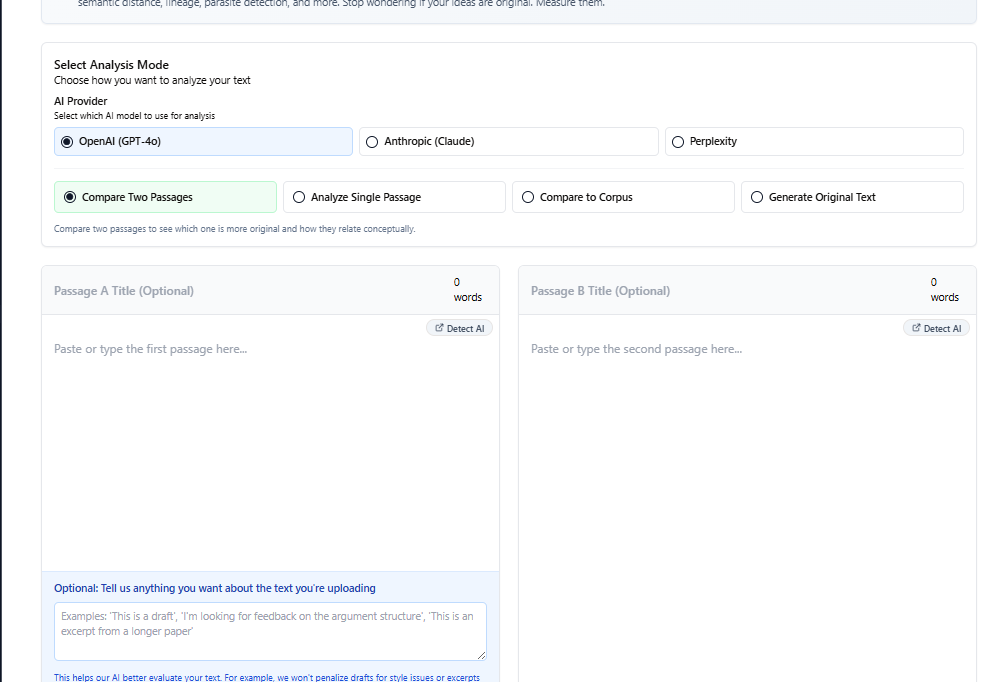 semantic distance, lineage, parasite detection, and more. Stop wondering if your ideas are original. Measure them.
Select Analysis Mode
Choose how you want to analyze your text
AI Provider
Select which AI model to use for analysis
OpenAI (GPT-4o)
Anthropic (Claude)
Perplexity
Compare Two Passages
Analyze Single Passage
Compare to Corpus
Generate Original Text
Compare two passages to see which one is more original and how they relate conceptually.
Passage A Title (Optional)
0
words
Detect AI
Paste or type the first passage here...
Optional: Tell us anything you want about the text you're uploading
Examples: 'This is a draft', 'I'm looking for feedback on the argument structure', 'This is an
excerpt from a longer paper'
This helps our AI better evaluate your text. For example, we won't penalize drafts for style issues or excerpts
Passage B Title (Optional)
0
words
Detect AI
Paste or type the second passage here...